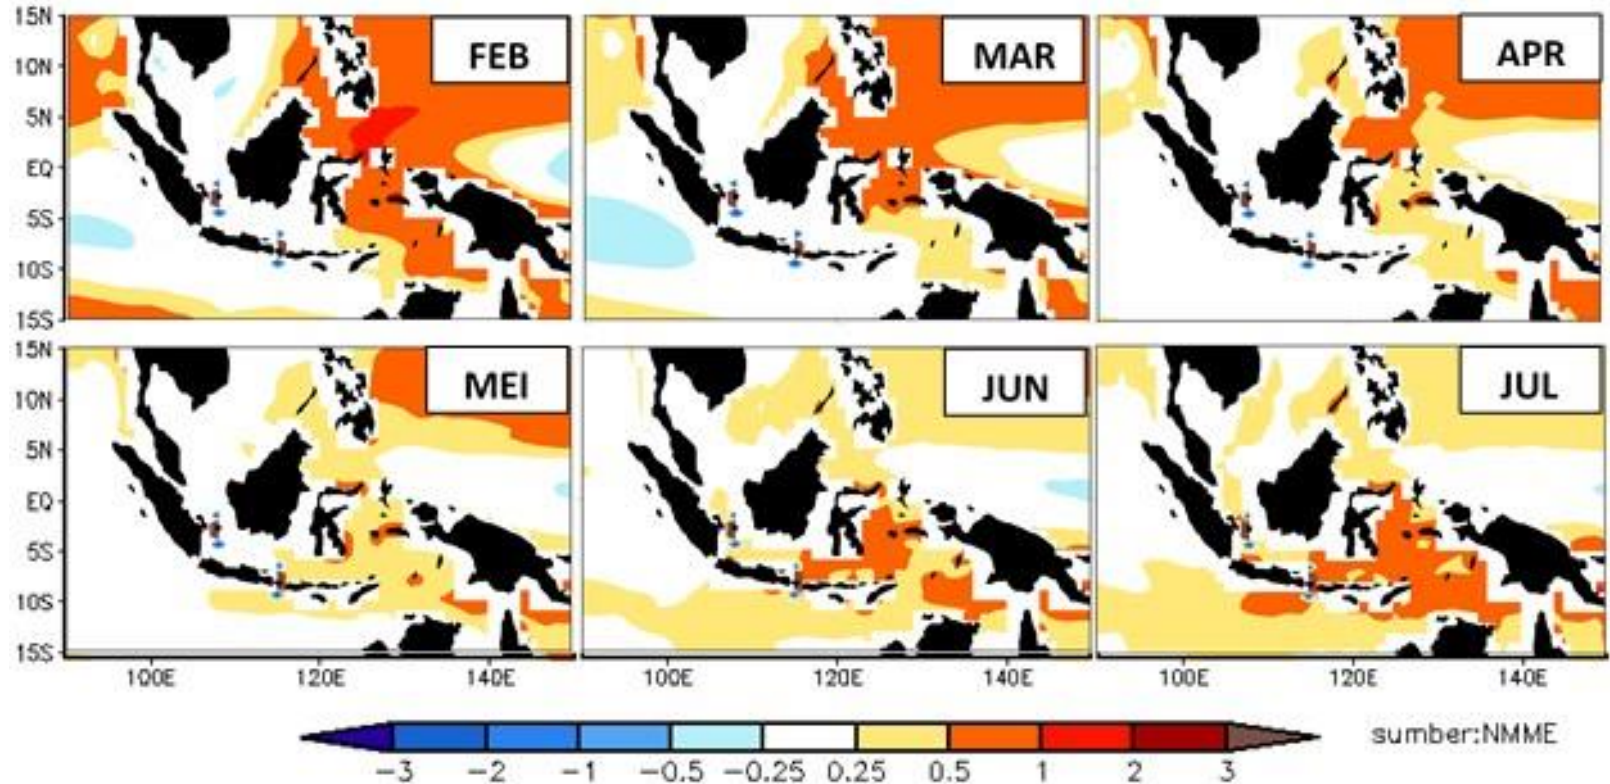 15N
10N
5N
EQ
5S
10S
15S
FEB
MAR
APR
15N
10N
5N
EQ
5S
10S
15S
MEI
JUN
JUL
100E 120E 140E 100E 120E 140E 100E 120E 140E
-3 -2 -1 -0.5 -0.25 0.25 0.5 1 2 3
sumber:NMME